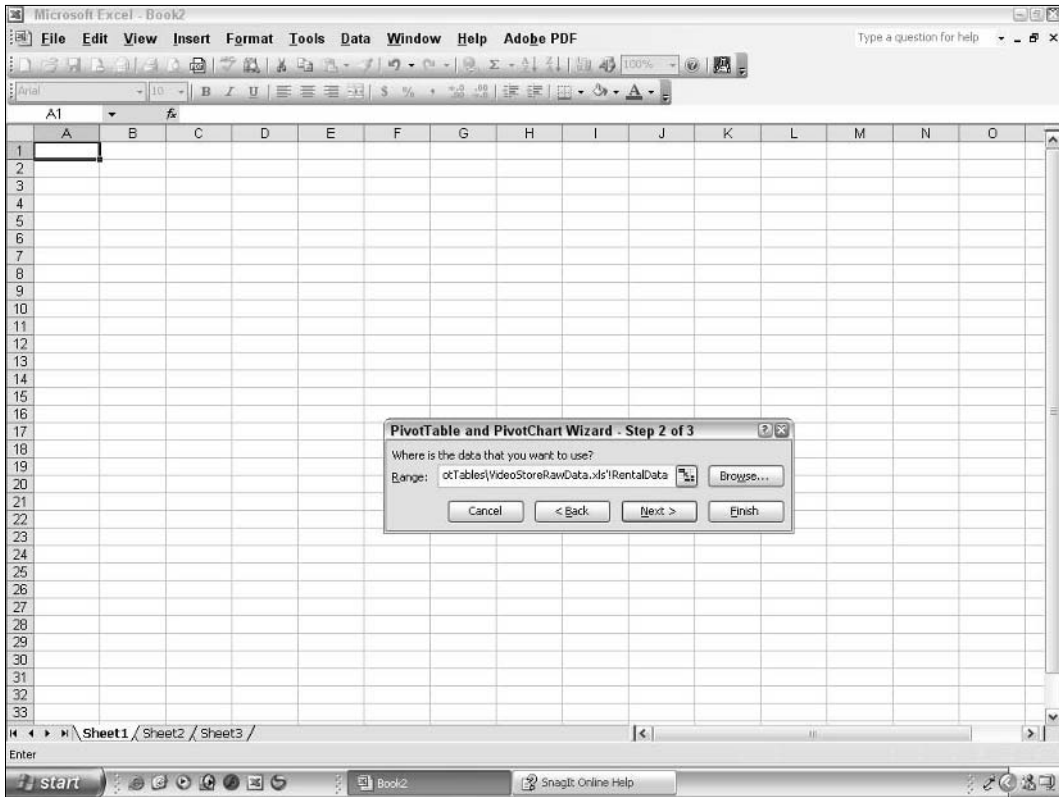 Microsoft Excel - Book2
File Edit View Insert Format Tools Data Window Help Adobe PDF Type a question for help
100%
Arial 10 B I U $ % , A
A1 fx
A B C D E F G H I J K L M N O
1
2
3
4
5
6
7
8
9
10
11
12
13
14
15
16
17
18
19
20
21
22
23
24
25
26
27
28
29
30
31
32
33
PivotTable and PivotChart Wizard - Step 2 of 3
Where is the data that you want to use?
Range: otTables\VideoStoreRawData.xls'!RentalData Browse...
Cancel < Back Next > Finish
Sheet1 / Sheet2 / Sheet3 /
Enter
start Book2 SnagIt Online Help